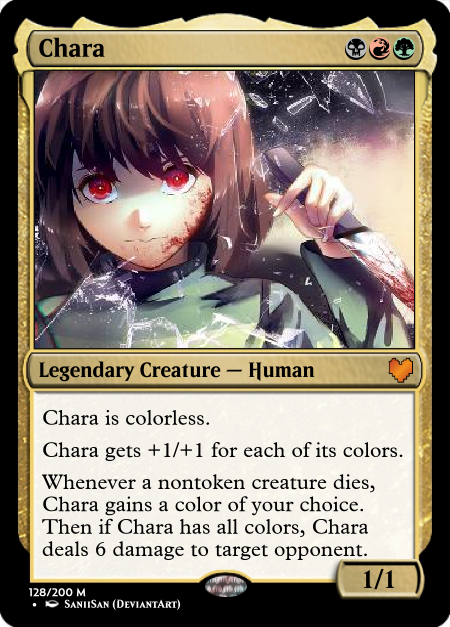 Chara
Legendary Creature — Human
Chara is colorless.
Chara gets +1/+1 for each of its colors.
Whenever a nontoken creature dies,
Chara gains a color of your choice.
Then if Chara has all colors, Chara
deals 6 damage to target opponent.
1/1
128/200 M
• SaniiSan (DeviantArt)